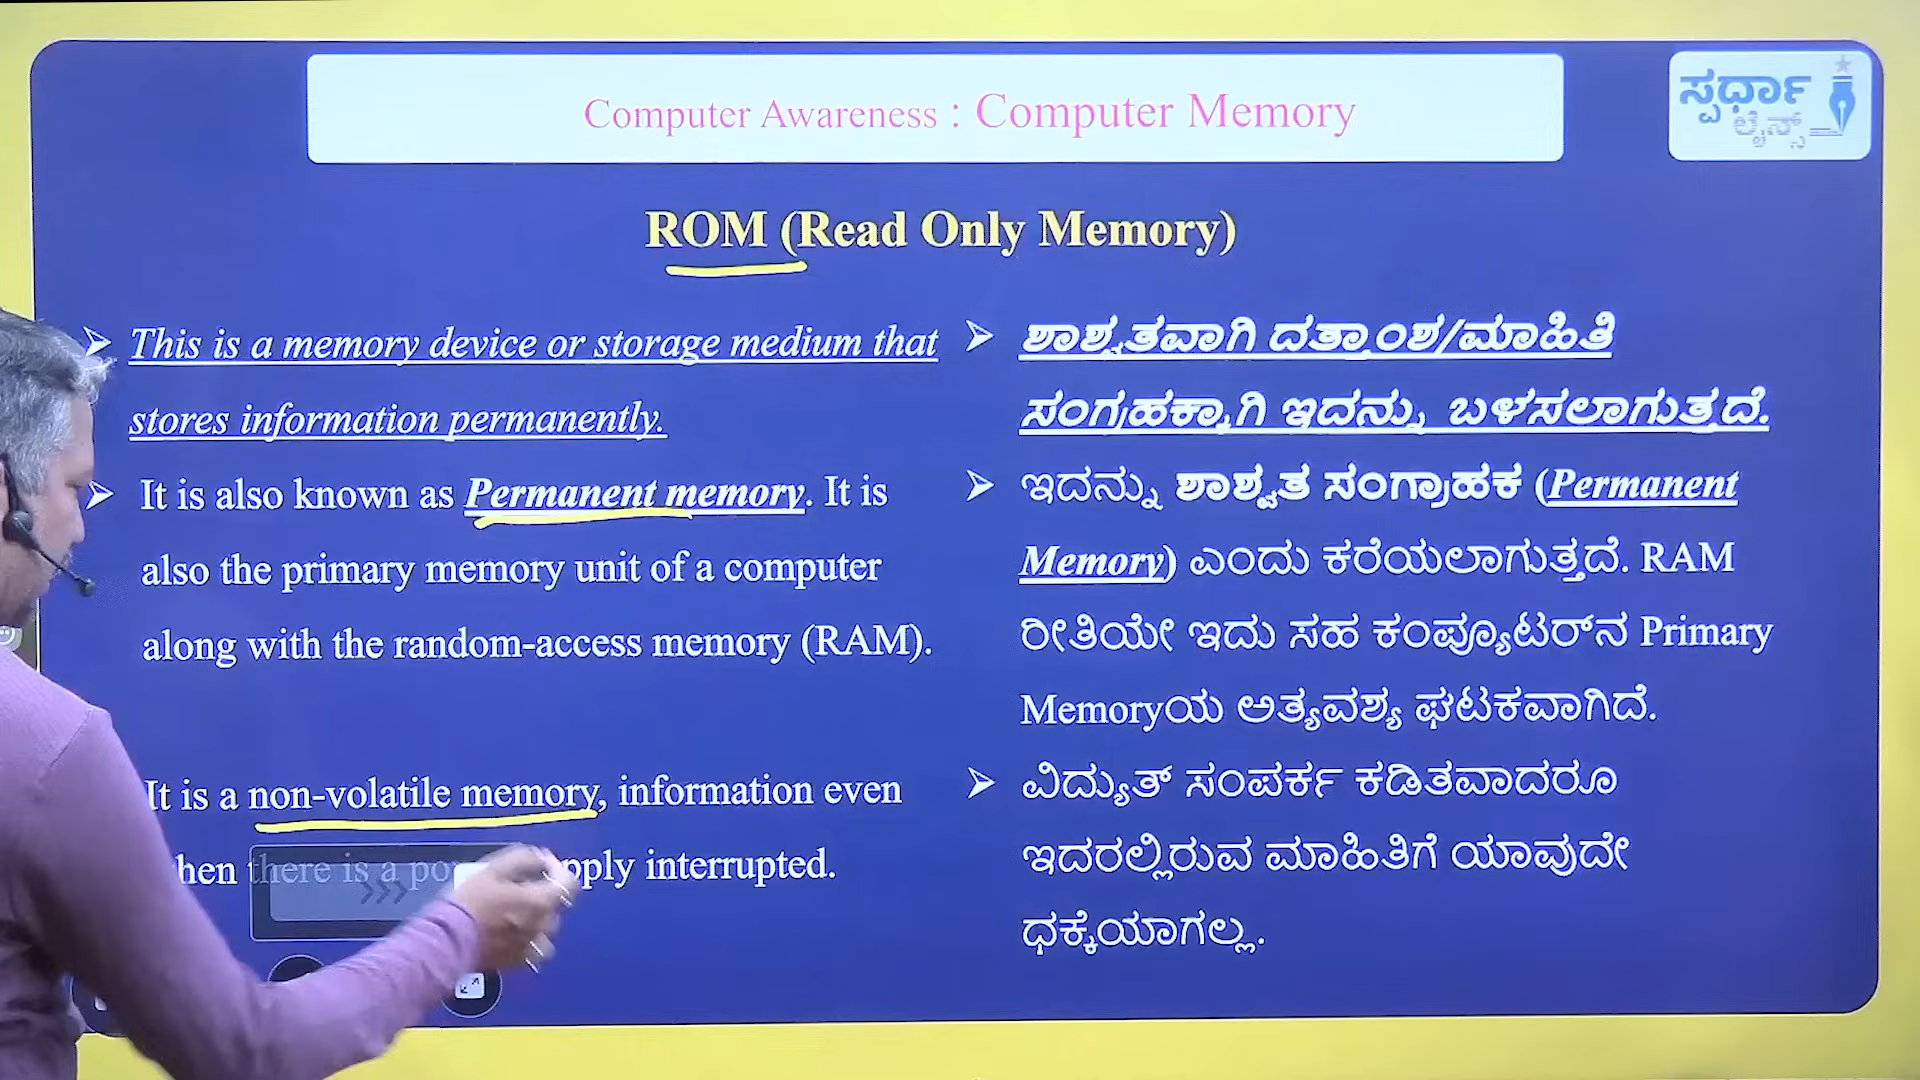 Computer Awareness : Computer Memory
ಸ್ಪರ್ಧಾ
ಲೈನ್ಸ್
ROM (Read Only Memory)
This is a memory device or storage medium that
stores information permanently.
It is also known as Permanent memory. It is
also the primary memory unit of a computer
along with the random-access memory (RAM).
It is a non-volatile memory, information even
there is a interrupted.
ಶಾಶ್ವತವಾಗಿ ದತ್ತಾಂಶ/ಮಾಹಿತಿ
ಸಂಗ್ರಹಕ್ಕಾಗಿ ಇದನ್ನು ಬಳಸಲಾಗುತ್ತದೆ.
ಇದನ್ನು ಶಾಶ್ವತ ಸಂಗ್ರಾಹಕ (Permanent
Memory) ಎಂದು ಕರೆಯಲಾಗುತ್ತದೆ. RAM
ರೀತಿಯೇ ಇದು ಸಹ ಕಂಪ್ಯೂಟರ್‌ನ Primary
Memoryಯ ಅತ್ಯವಶ್ಯ ಘಟಕವಾಗಿದೆ.
ವಿದ್ಯುತ್ ಸಂಪರ್ಕ ಕಡಿತವಾದರೂ
ಇದರಲ್ಲಿರುವ ಮಾಹಿತಿಗೆ ಯಾವುದೇ
ಧಕ್ಕೆಯಾಗಲ್ಲ.